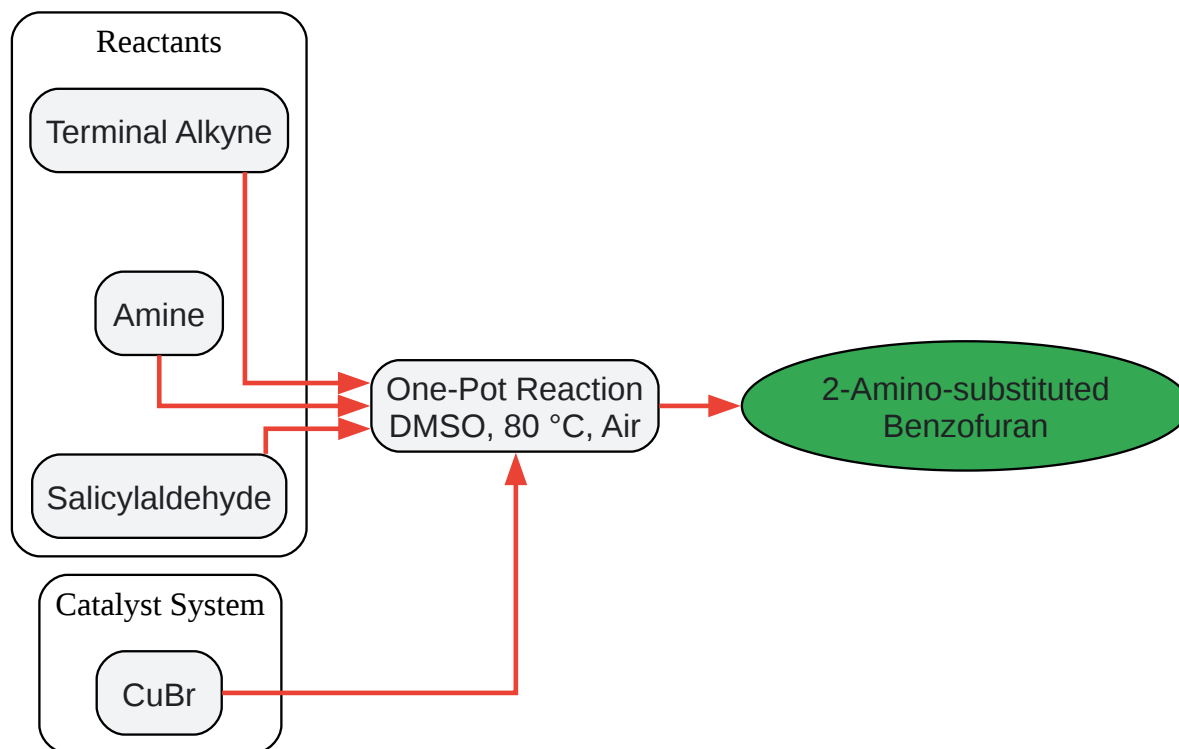 Reactants
Terminal Alkyne
Amine
Salicylaldehyde
One-Pot Reaction
DMSO, 80 °C, Air
2-Amino-substituted
Benzofuran
Catalyst System
CuBr